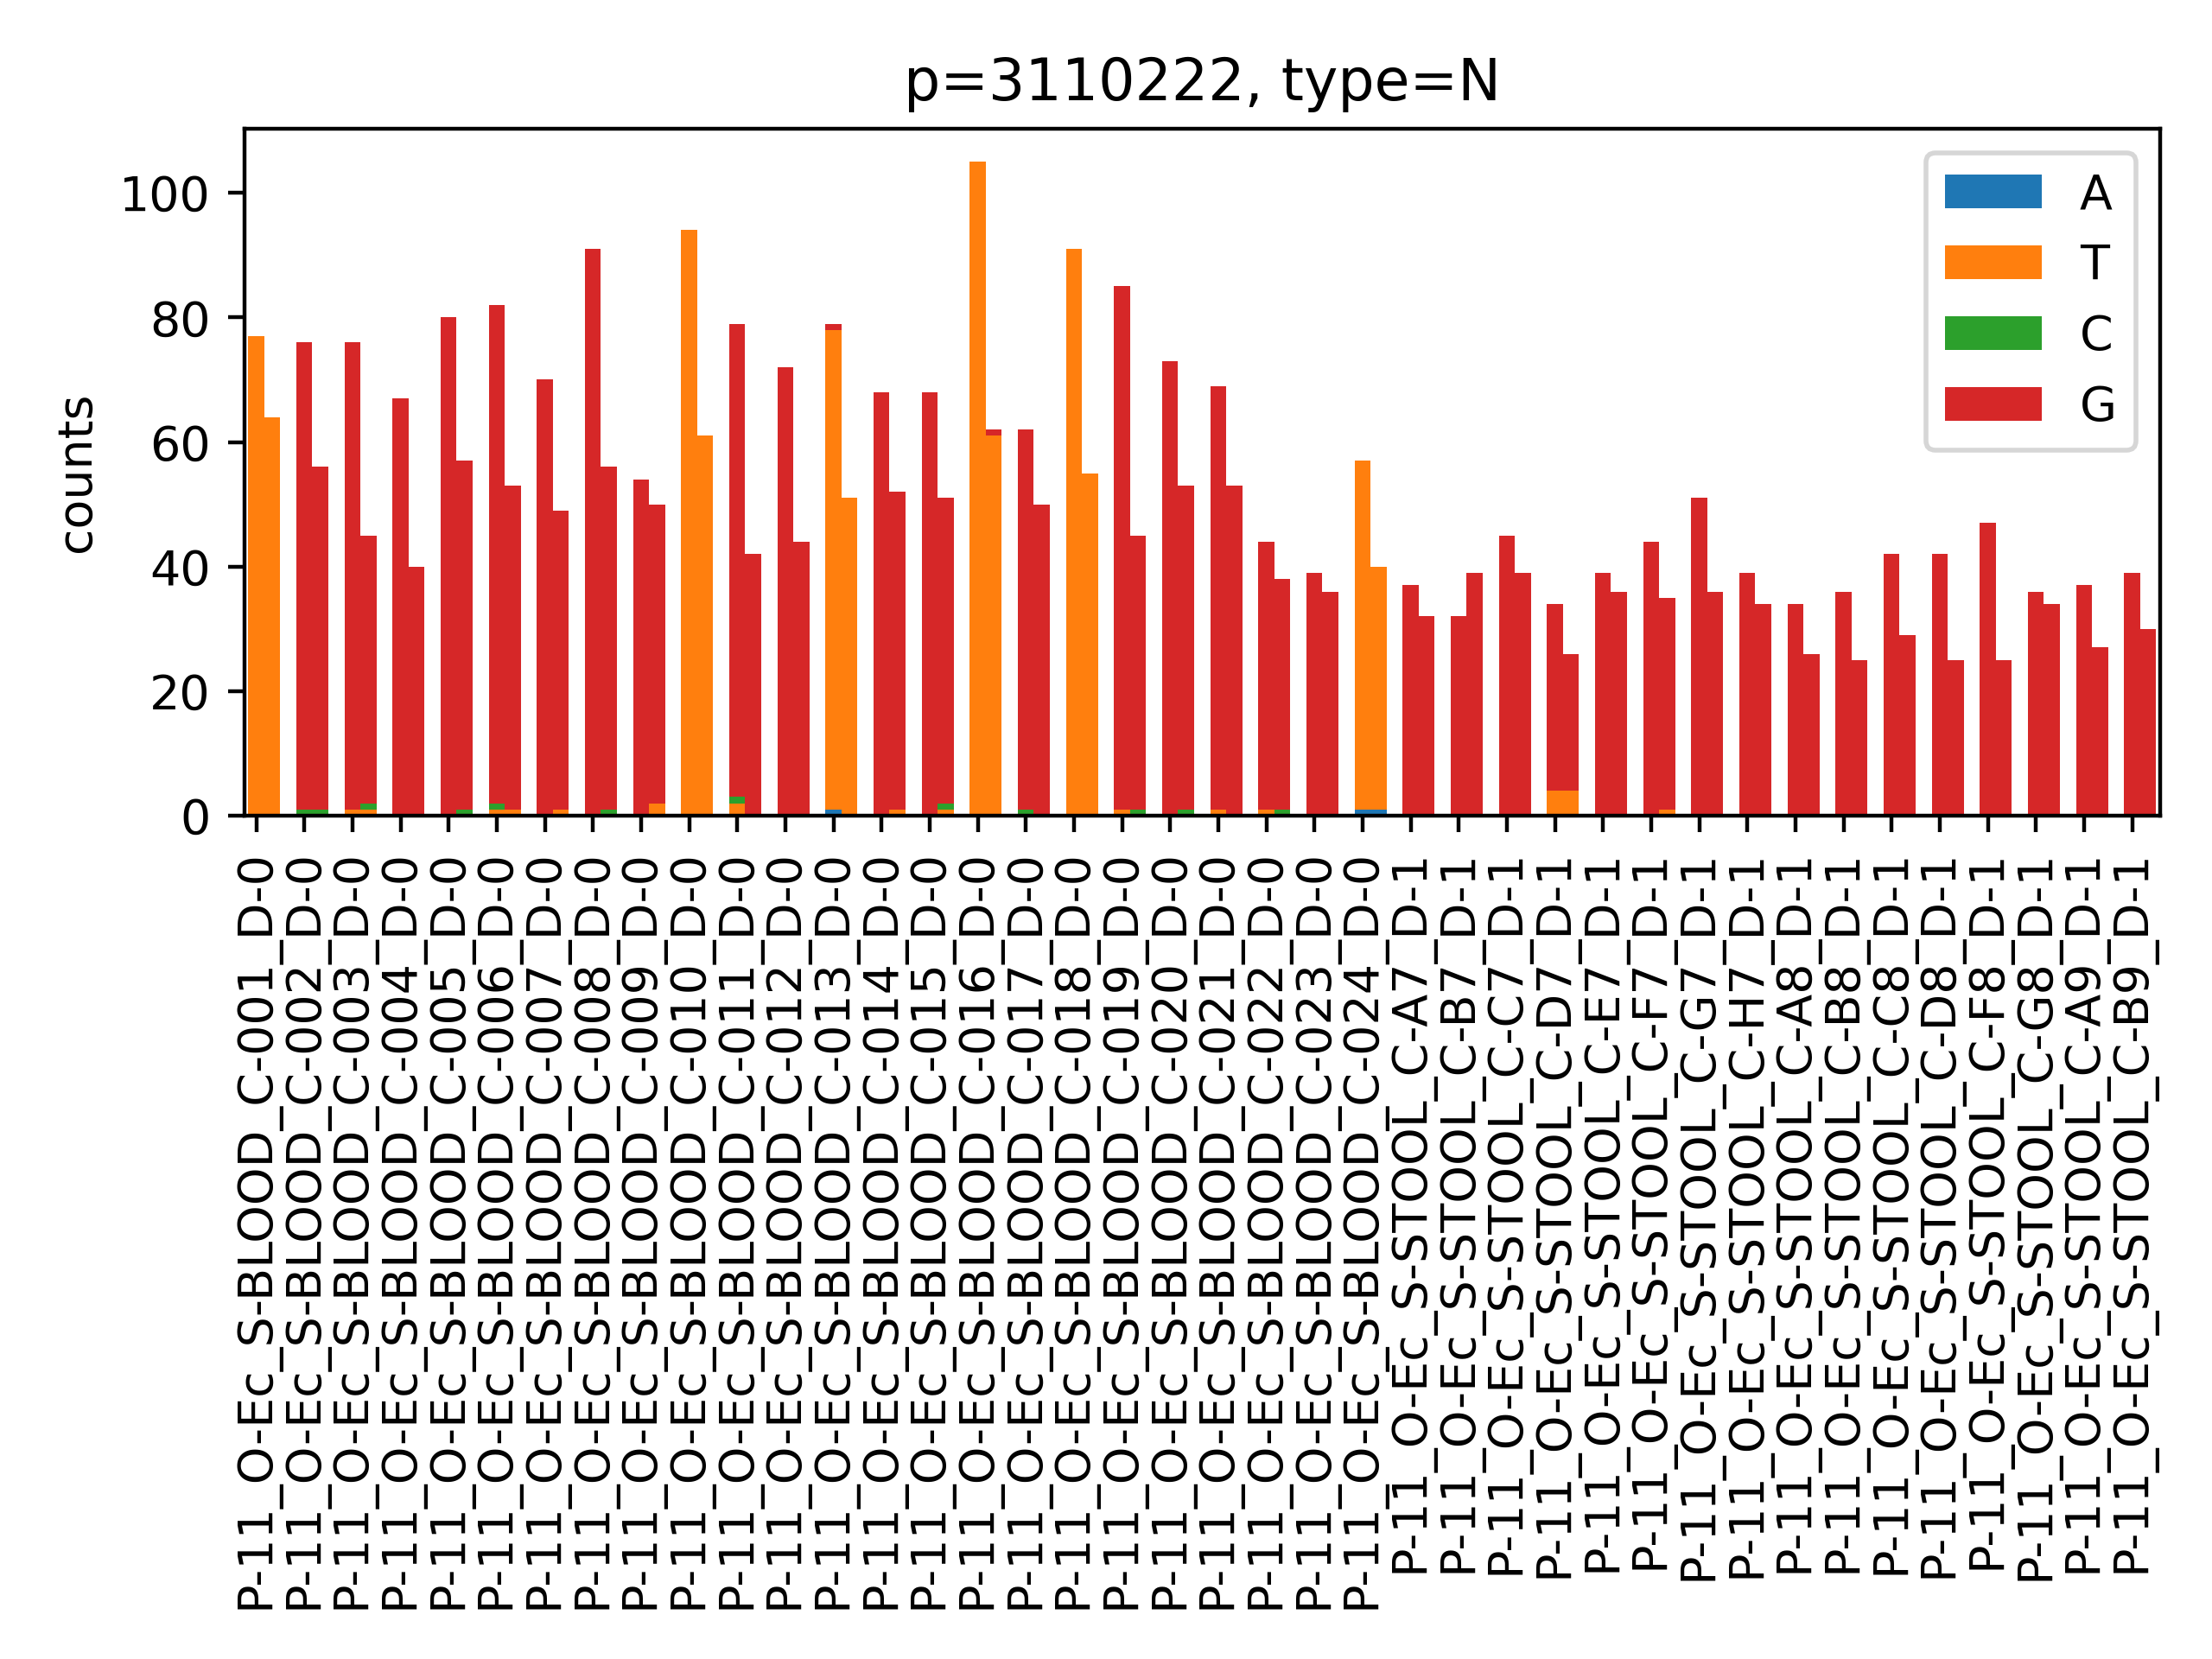 p=3110222, type=N
counts
100
80
60
40
20
0
A
T
C
G
P-11_O-Ec_S-BLOOD_C-001_D-0
P-11_O-Ec_S-BLOOD_C-002_D-0
P-11_O-Ec_S-BLOOD_C-003_D-0
P-11_O-Ec_S-BLOOD_C-004_D-0
P-11_O-Ec_S-BLOOD_C-005_D-0
P-11_O-Ec_S-BLOOD_C-006_D-0
P-11_O-Ec_S-BLOOD_C-007_D-0
P-11_O-Ec_S-BLOOD_C-008_D-0
P-11_O-Ec_S-BLOOD_C-009_D-0
P-11_O-Ec_S-BLOOD_C-010_D-0
P-11_O-Ec_S-BLOOD_C-011_D-0
P-11_O-Ec_S-BLOOD_C-012_D-0
P-11_O-Ec_S-BLOOD_C-013_D-0
P-11_O-Ec_S-BLOOD_C-014_D-0
P-11_O-Ec_S-BLOOD_C-015_D-0
P-11_O-Ec_S-BLOOD_C-016_D-0
P-11_O-Ec_S-BLOOD_C-017_D-0
P-11_O-Ec_S-BLOOD_C-018_D-0
P-11_O-Ec_S-BLOOD_C-019_D-0
P-11_O-Ec_S-BLOOD_C-020_D-0
P-11_O-Ec_S-BLOOD_C-021_D-0
P-11_O-Ec_S-BLOOD_C-022_D-0
P-11_O-Ec_S-BLOOD_C-023_D-0
P-11_O-Ec_S-BLOOD_C-024_D-0
P-11_O-Ec_S-STOOL_C-A7_D-1
P-11_O-Ec_S-STOOL_C-B7_D-1
P-11_O-Ec_S-STOOL_C-C7_D-1
P-11_O-Ec_S-STOOL_C-D7_D-1
P-11_O-Ec_S-STOOL_C-E7_D-1
P-11_O-Ec_S-STOOL_C-F7_D-1
P-11_O-Ec_S-STOOL_C-G7_D-1
P-11_O-Ec_S-STOOL_C-H7_D-1
P-11_O-Ec_S-STOOL_C-A8_D-1
P-11_O-Ec_S-STOOL_C-B8_D-1
P-11_O-Ec_S-STOOL_C-C8_D-1
P-11_O-Ec_S-STOOL_C-D8_D-1
P-11_O-Ec_S-STOOL_C-F8_D-1
P-11_O-Ec_S-STOOL_C-G8_D-1
P-11_O-Ec_S-STOOL_C-A9_D-1
P-11_O-Ec_S-STOOL_C-B9_D-1